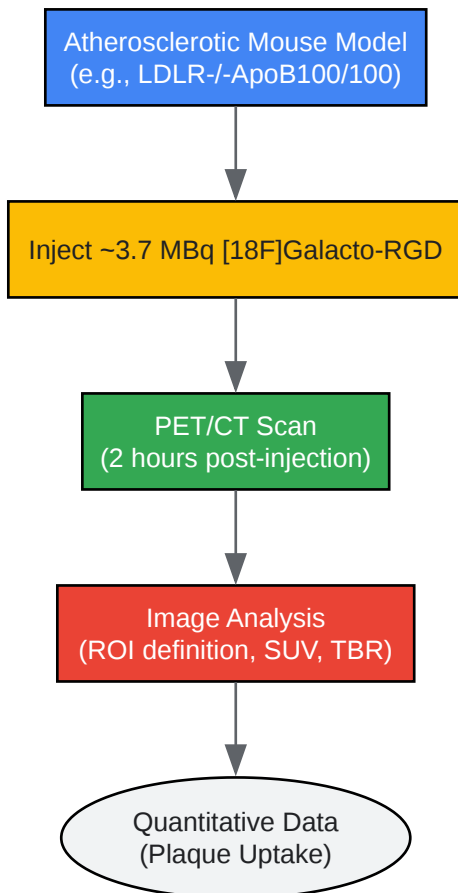 Atherosclerotic Mouse Model
(e.g., LDLR-/-ApoB100/100)
Inject ~3.7 MBq [18F]Galacto-RGD
PET/CT Scan
(2 hours post-injection)
Image Analysis
(ROI definition, SUV, TBR)
Quantitative Data
(Plaque Uptake)